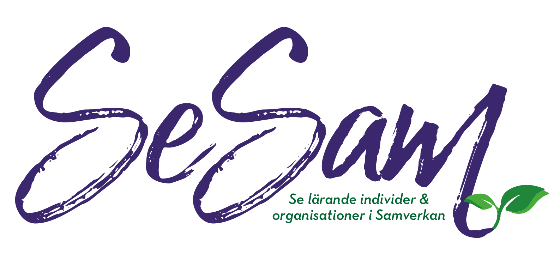 SeSam
Se lärande individer &
organisationer i Samverkan